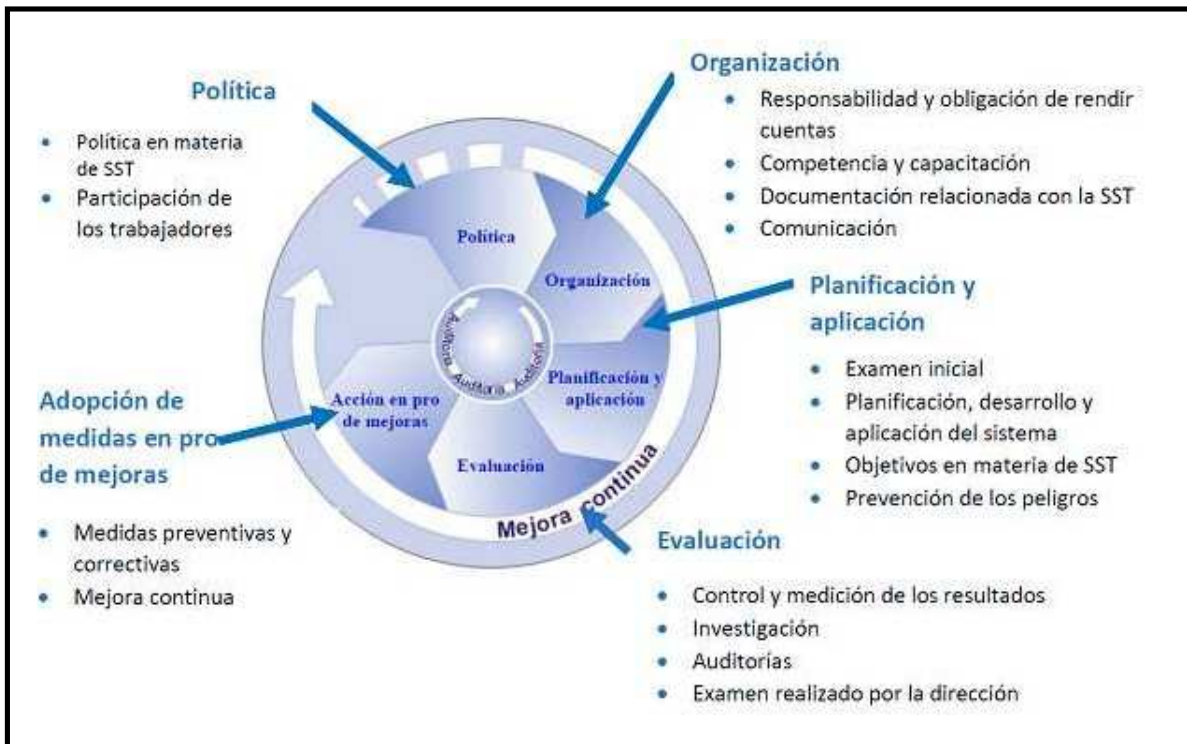 Política
• Política en materia
de SST
• Participación de
los trabajadores
Organización
• Responsabilidad y obligación de rendir
cuentas
• Competencia y capacitación
• Documentación relacionada con la SST
• Comunicación
Planificación y
aplicación
• Examen inicial
• Planificación, desarrollo y
aplicación del sistema
• Objetivos en materia de SST
• Prevención de los peligros
Evaluación
• Control y medición de los resultados
• Investigación
• Auditorías
• Examen realizado por la dirección
Adopción de
medidas en pro
de mejoras
• Medidas preventivas y
correctivas
• Mejora continua
Política
Organización
Planificación y
aplicación
Evaluación
Acción en pro
de mejoras
Auditoria
Auditoria
Auditoria
Mejora continua